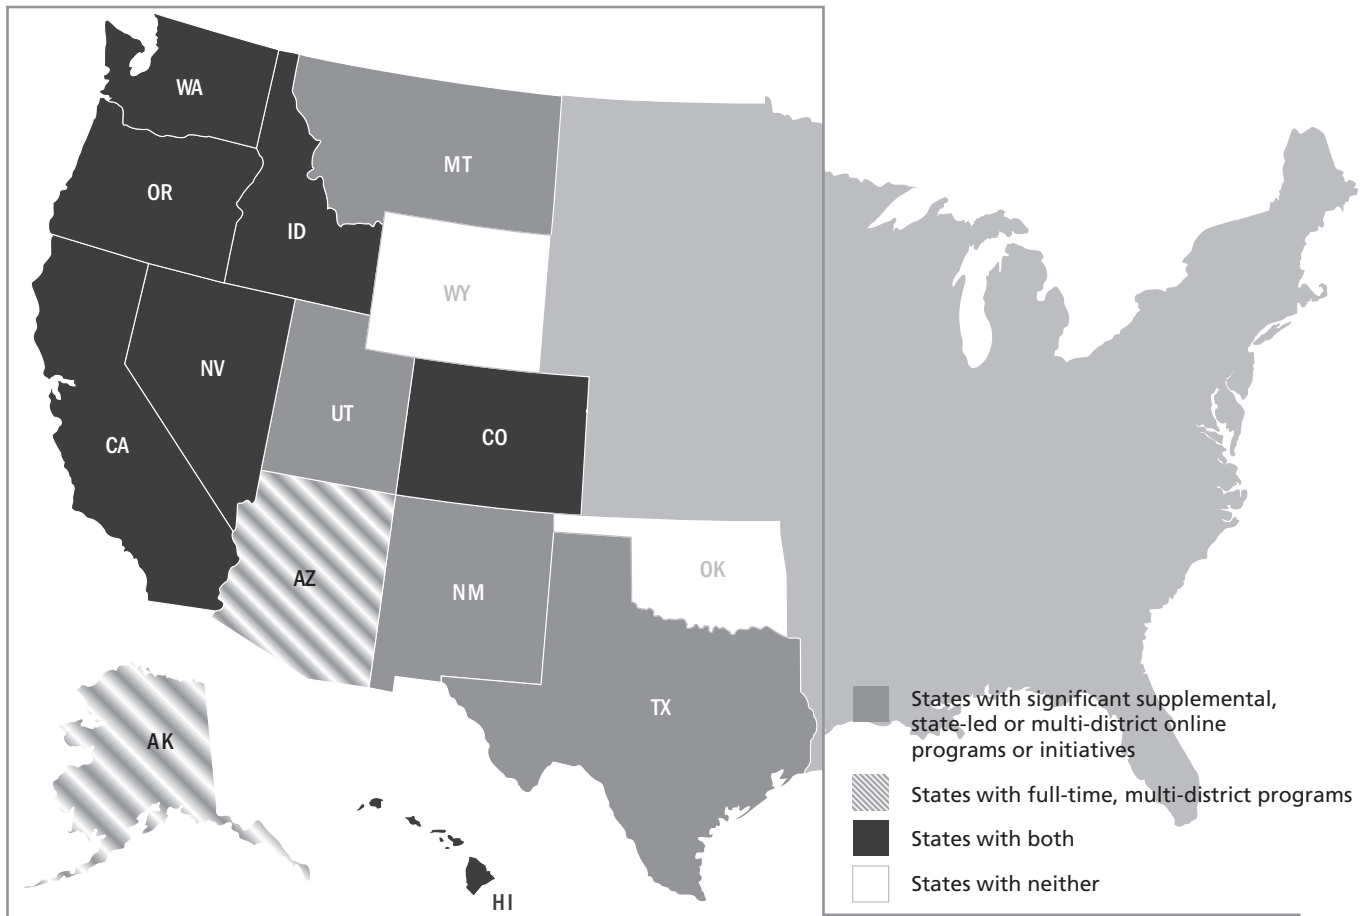 WA
MT
OR
ID
WY
NV
UT
CO
CA
AZ
NM
OK
TX
AK
HI
States with significant supplemental,
state-led or multi-district online
programs or initiatives
States with full-time, multi-district programs
States with both
States with neither